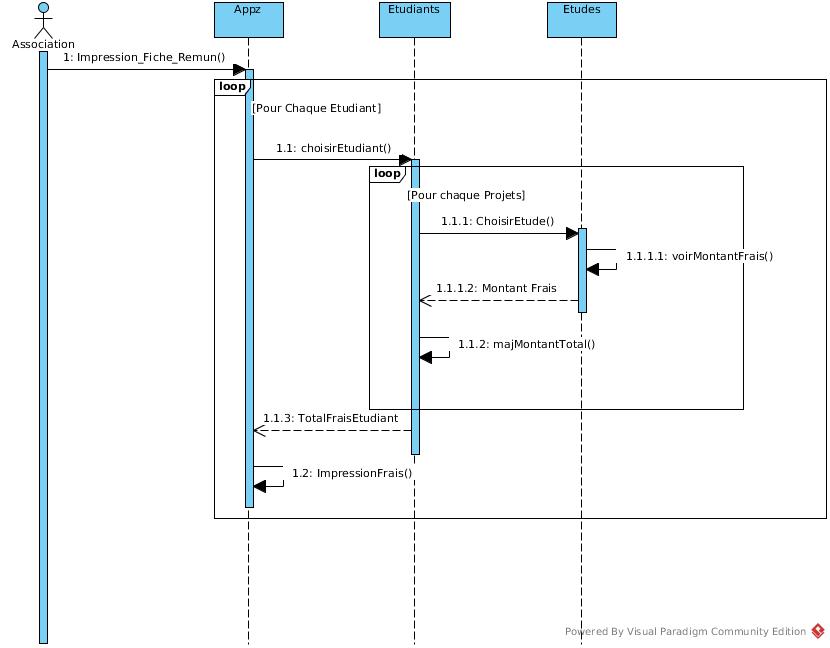 Appz
Etudiants
Etudes
Association
1: Impression_Fiche_Remun()
loop
[Pour Chaque Etudiant]
1.1: choisirEtudiant()
loop
[Pour chaque Projets]
1.1.1: ChoisirEtude()
1.1.1.1: voirMontantFrais()
1.1.1.2: Montant Frais
1.1.2: majMontantTotal()
1.1.3: TotalFraisEtudiant
1.2: ImpressionFrais()
Powered By Visual Paradigm Community Edition